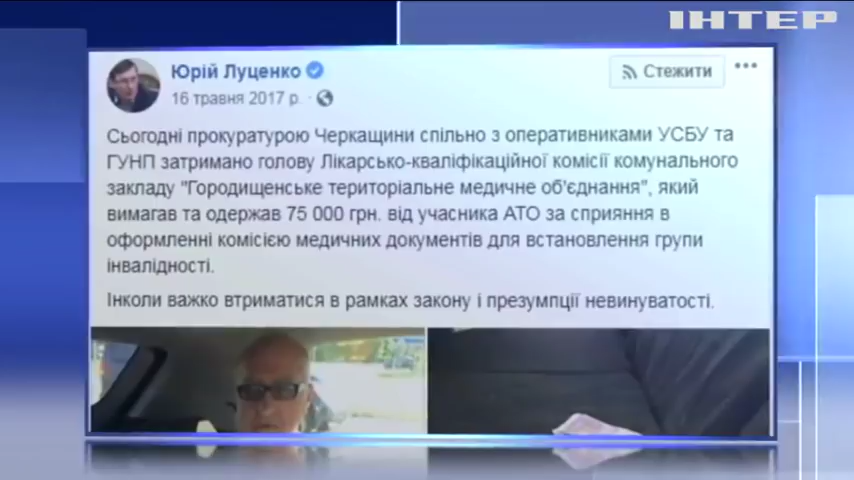 ІНТЕР
Юрій Луценко
Стежити
16 травня 2017 р. ·
Сьогодні прокуратурою Черкащини спільно з оперативниками УСБУ та
ГУНП затримано голову Лікарсько-кваліфікаційної комісії комунального
закладу "Городищенське територіальне медичне об'єднання", який
вимагав та одержав 75 000 грн. від учасника АТО за сприяння в
оформленні комісією медичних документів для встановлення групи
інвалідності.
Інколи важко втриматися в рамках закону і презумпції невинуватості.